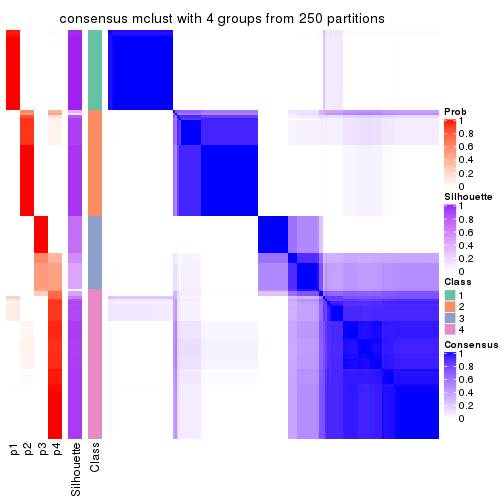 consensus mclust with 4 groups from 250 partitions
Prob
1
0.8
0.6
0.4
0.2
0
Silhouette
1
0.8
0.6
0.4
0.2
0
Class
1
2
3
4
Consensus
1
0.8
0.6
0.4
0.2
0
p1
p2
p3
p4
Silhouette
Class